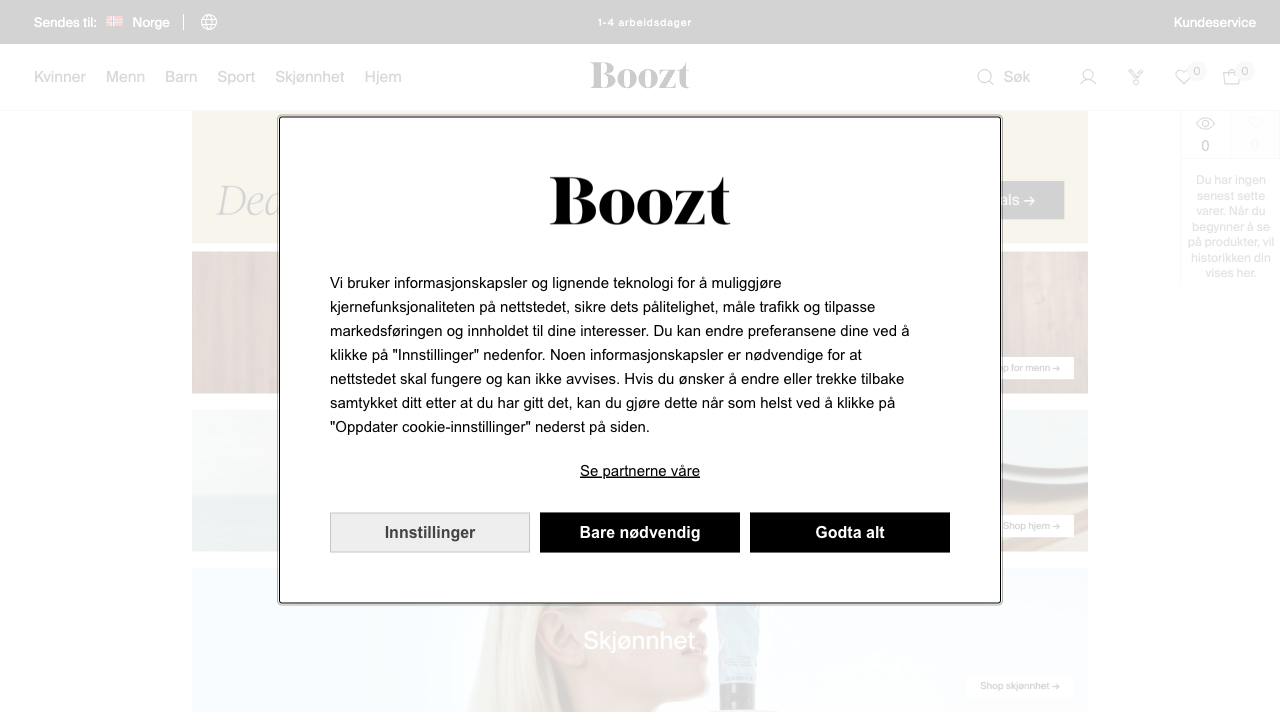 Sendes til: Norge
1-4 arbeidsdager
Kundeservice
Kvinner Menn Barn Sport Skjønnhet Hjem
Boozt
Søk
0
0
0
0
Du har ingen
senest sette
varer. Når du
begynner å se
på produkter, vil
historikken din
vises her.
Boozt
Vi bruker informasjonskapsler og lignende teknologi for å muliggjøre
kjernefunksjonaliteten på nettstedet, sikre dets pålitelighet, måle trafikk og tilpasse
markedsføringen og innholdet til dine interesser. Du kan endre preferansene dine ved å
klikke på "Innstillinger" nedenfor. Noen informasjonskapsler er nødvendige for at
nettstedet skal fungere og kan ikke avvises. Hvis du ønsker å endre eller trekke tilbake
samtykket ditt etter at du har gitt det, kan du gjøre dette når som helst ved å klikke på
"Oppdater cookie-innstillinger" nederst på siden.
Se partnerne våre
Innstillinger
Bare nødvendig
Godta alt
for menn →
Shop hjem →
Skjønnhet
Shop skjønnhet →